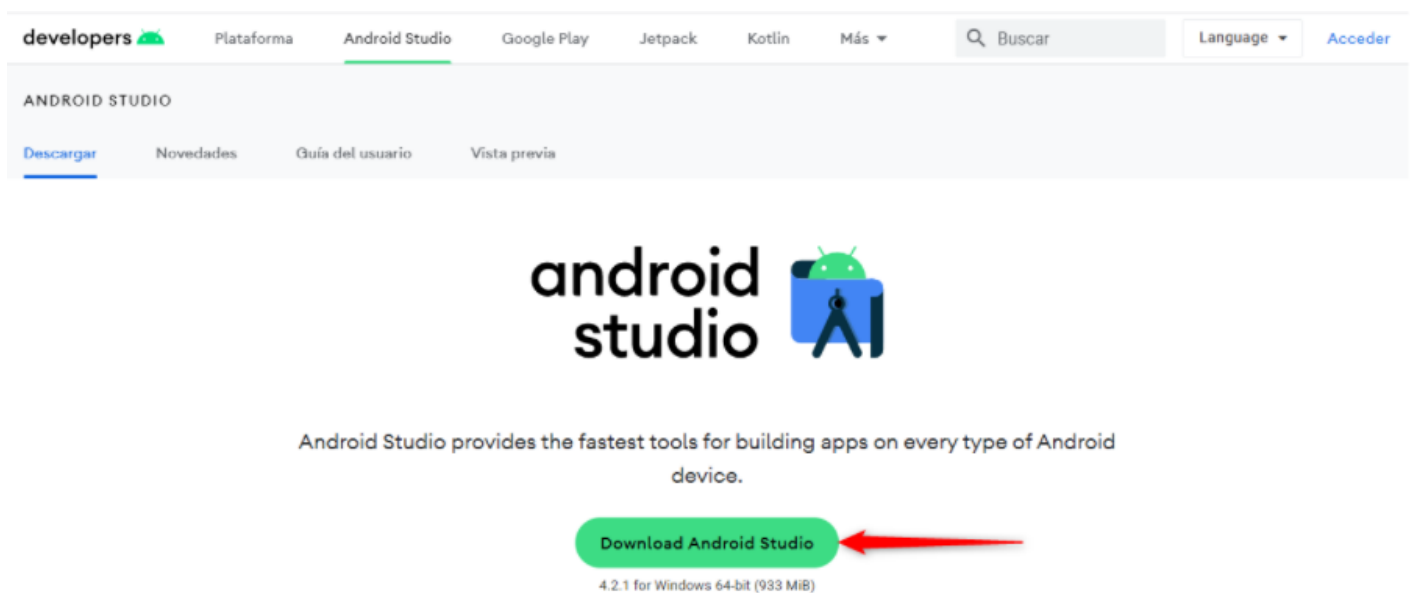 developers Plataforma Android Studio Google Play Jetpack Kotlin Más Buscar Language Acceder
ANDROID STUDIO
Descargar Novedades Guía del usuario Vista previa
android
studio
Android Studio provides the fastest tools for building apps on every type of Android
device.
Download Android Studio
4.2.1 for Windows 64-bit (933 MiB)